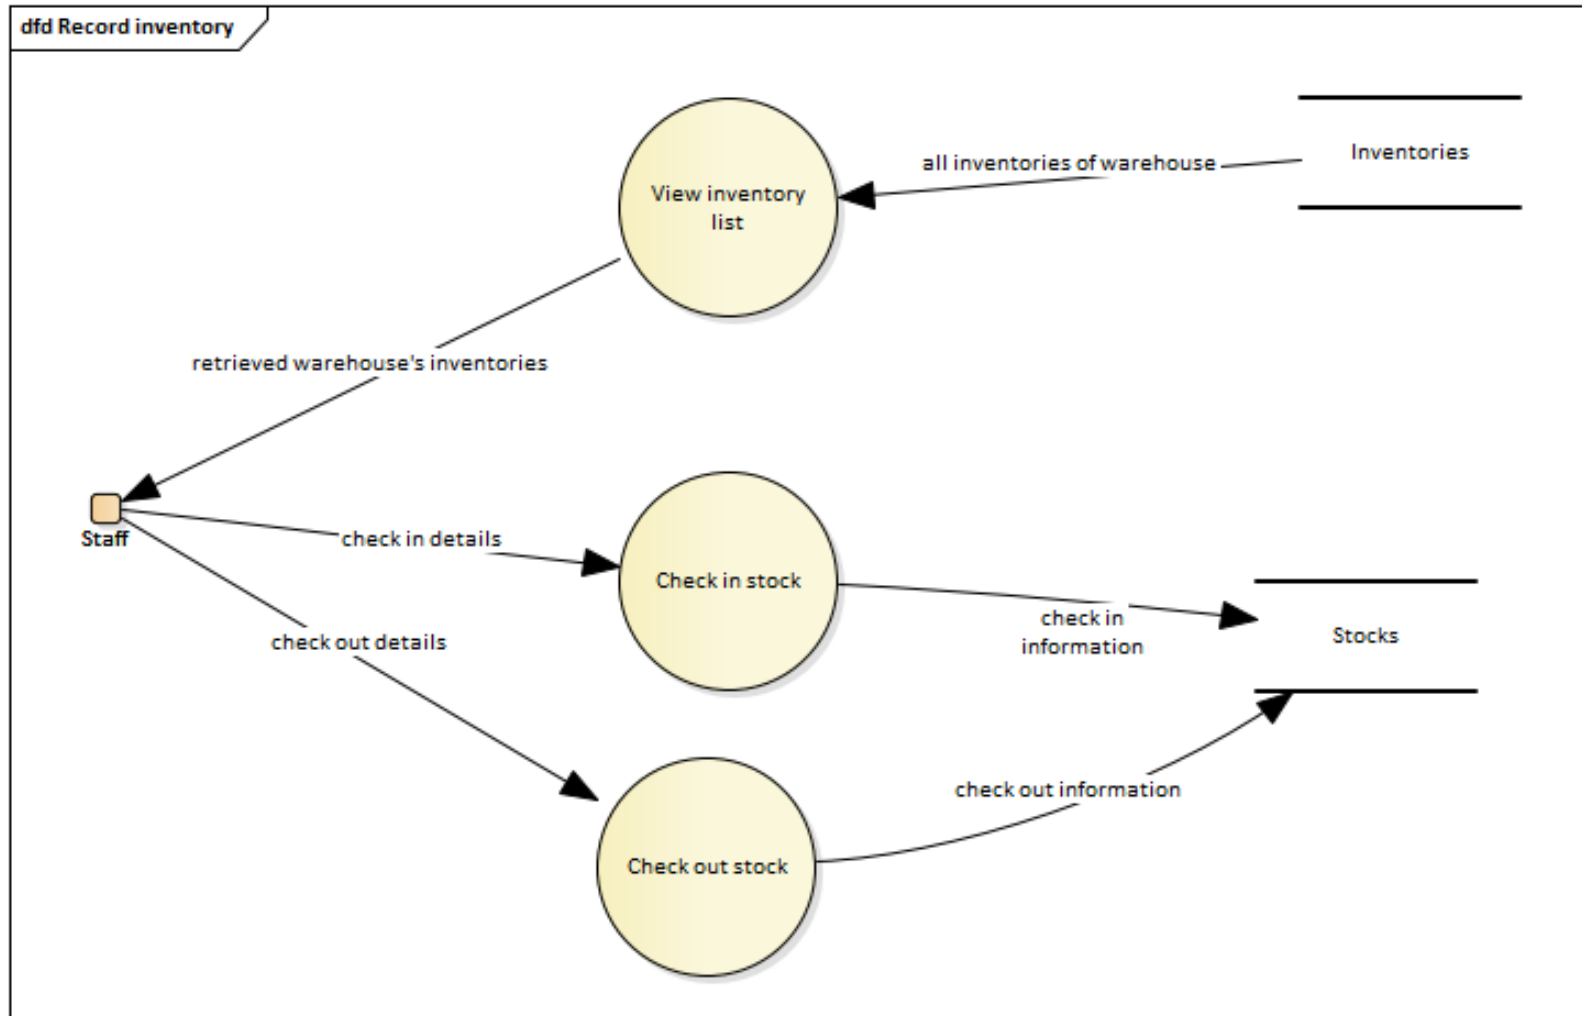 dfd Record inventory
all inventories of warehouse
Inventories
View inventory
list
retrieved warehouse's inventories
Staff
check in details
Check in stock
check in
information
Stocks
check out details
check out information
Check out stock